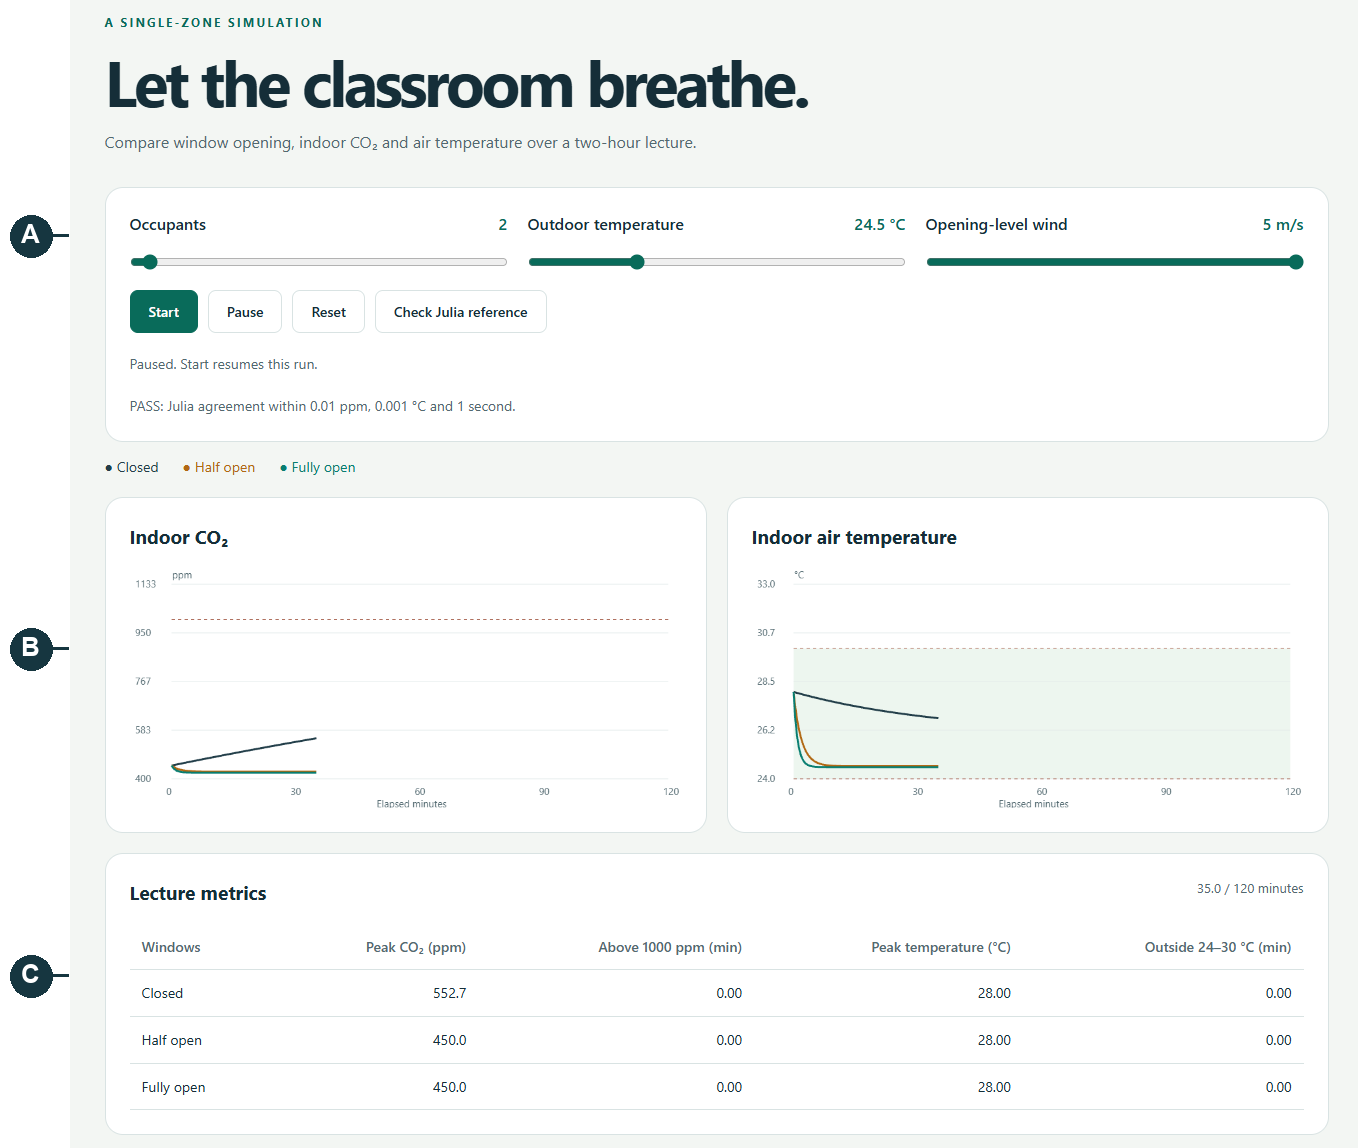 A SINGLE-ZONE SIMULATION
Let the classroom breathe.
Compare window opening, indoor CO₂ and air temperature over a two-hour lecture.
A
Occupants 2 Outdoor temperature 24.5 °C Opening-level wind 5 m/s
Start Pause Reset Check Julia reference
Paused. Start resumes this run.
PASS: Julia agreement within 0.01 ppm, 0.001 °C and 1 second.
● Closed ● Half open ● Fully open
B
Indoor CO₂
ppm
1133
950
767
583
400
0 30 60 90 120
Elapsed minutes
Indoor air temperature
°C
33.0
30.7
28.5
26.2
24.0
0 30 60 90 120
Elapsed minutes
C
Lecture metrics 35.0 / 120 minutes
Windows Peak CO₂ (ppm) Above 1000 ppm (min) Peak temperature (°C) Outside 24–30 °C (min)
Closed 552.7 0.00 28.00 0.00
Half open 450.0 0.00 28.00 0.00
Fully open 450.0 0.00 28.00 0.00